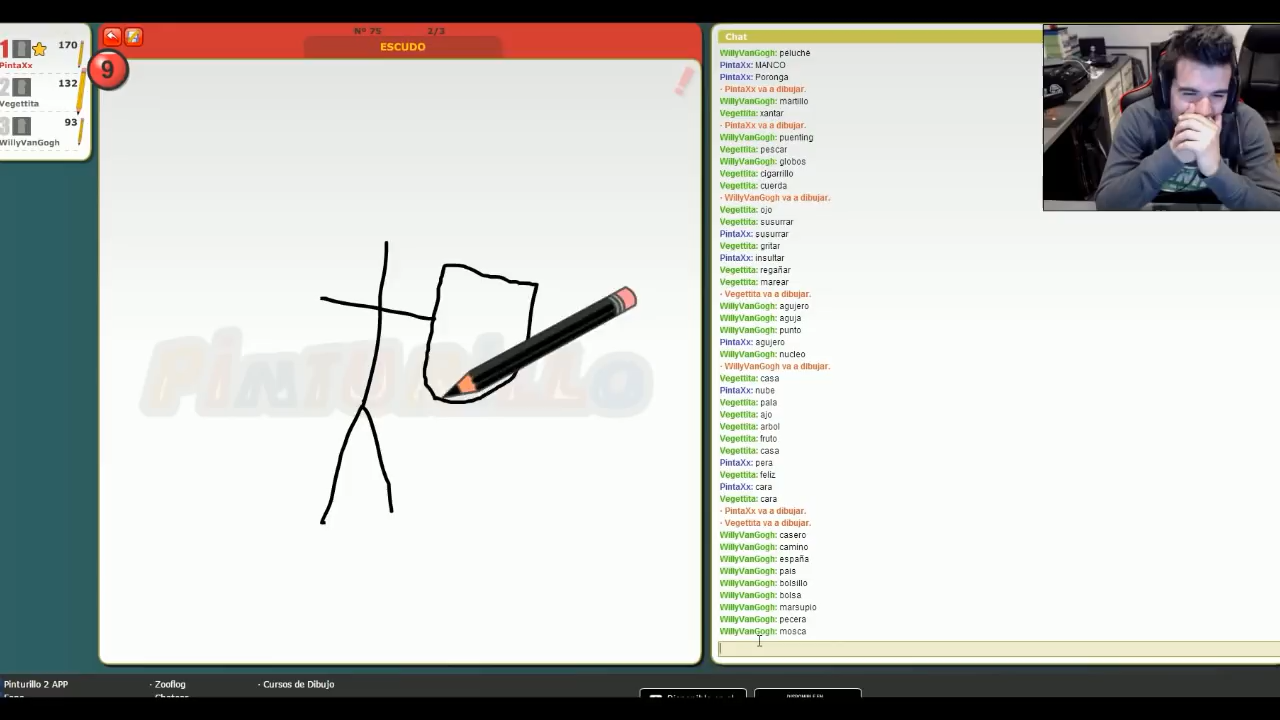 1 170
PintaXx
2 132
Vegettita
3 93
WillyVanGogh
9
Nº 75 2/3
ESCUDO
Pinturillo
Chat
WillyVanGogh: peluche
PintaXx: MANCO
PintaXx: Poronga
· PintaXx va a dibujar.
WillyVanGogh: martillo
Vegettita: xantar
· PintaXx va a dibujar.
WillyVanGogh: puenting
Vegettita: pescar
WillyVanGogh: globos
Vegettita: cigarrillo
Vegettita: cuerda
· WillyVanGogh va a dibujar.
Vegettita: ojo
Vegettita: susurrar
PintaXx: susurrar
Vegettita: gritar
PintaXx: insultar
Vegettita: regañar
Vegettita: marear
· Vegettita va a dibujar.
WillyVanGogh: agujero
WillyVanGogh: aguja
WillyVanGogh: punto
PintaXx: agujero
WillyVanGogh: nucleo
· WillyVanGogh va a dibujar.
Vegettita: casa
PintaXx: nube
Vegettita: pala
Vegettita: ajo
Vegettita: arbol
Vegettita: fruto
Vegettita: casa
PintaXx: pera
Vegettita: feliz
PintaXx: cara
Vegettita: cara
· PintaXx va a dibujar.
· Vegettita va a dibujar.
WillyVanGogh: casero
WillyVanGogh: camino
WillyVanGogh: españa
WillyVanGogh: pais
WillyVanGogh: bolsillo
WillyVanGogh: bolsa
WillyVanGogh: marsupio
WillyVanGogh: pecera
WillyVanGogh: mosca
Pinturillo 2 APP · Zooflog · Cursos de Dibujo